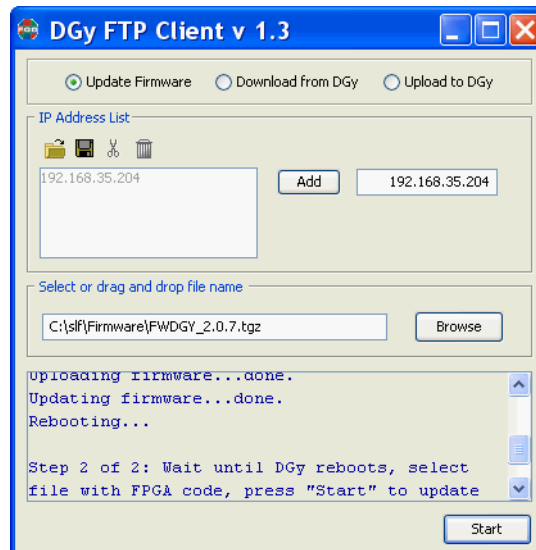 DGy FTP Client v 1.3
Update Firmware Download from DGy Upload to DGy
IP Address List
192.168.35.204
Add
192.168.35.204
Select or drag and drop file name
C:\slf\Firmware\FWDGY_2.0.7.tgz
Browse
Uploading firmware...done.
Updating firmware...done.
Rebooting...
Step 2 of 2: Wait until DGy reboots, select
file with FPGA code, press "Start" to update
Start